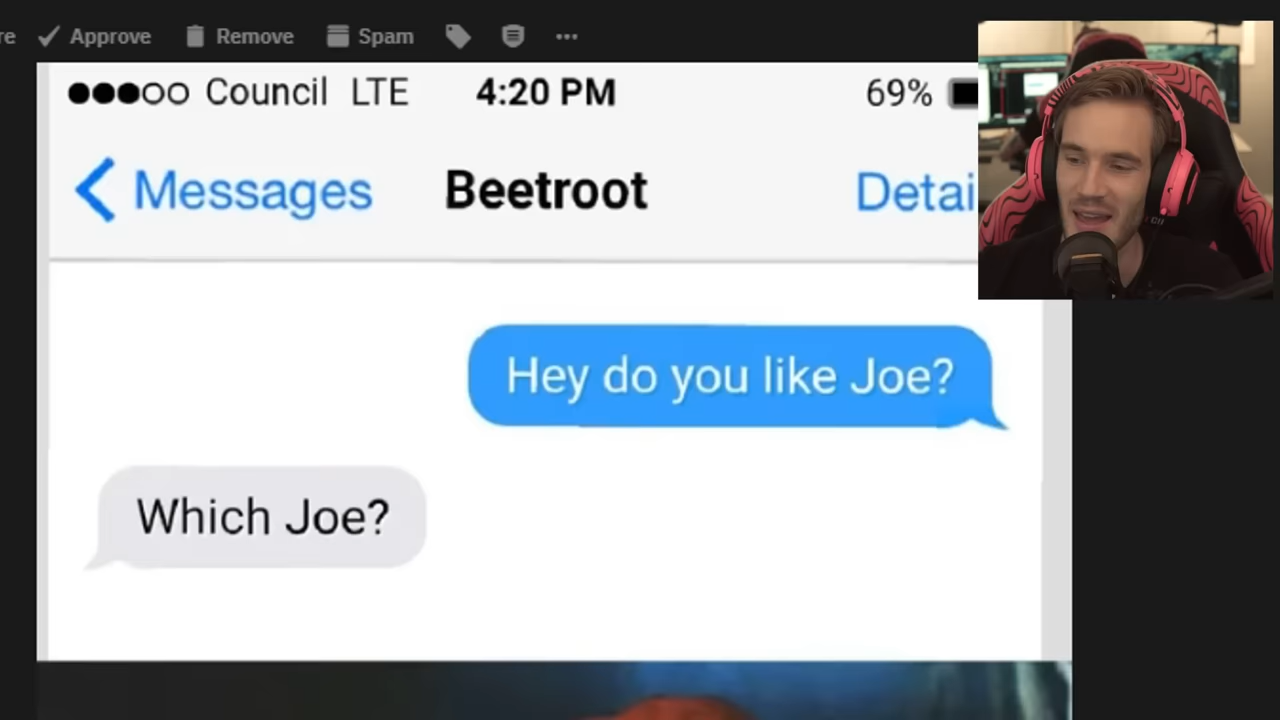 re Approve Remove Spam
Council LTE 4:20 PM 69%
Messages Beetroot Detai
Hey do you like Joe?
Which Joe?